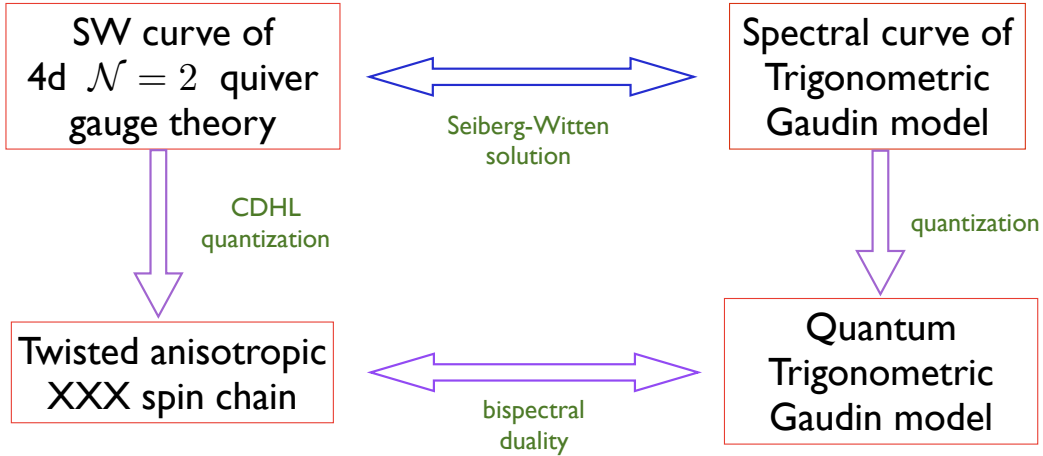 SW curve of
4d 𝒩 = 2 quiver
gauge theory
Seiberg-Witten
solution
Spectral curve of
Trigonometric
Gaudin model
CDHL
quantization
quantization
Twisted anisotropic
XXX spin chain
bispectral
duality
Quantum
Trigonometric
Gaudin model